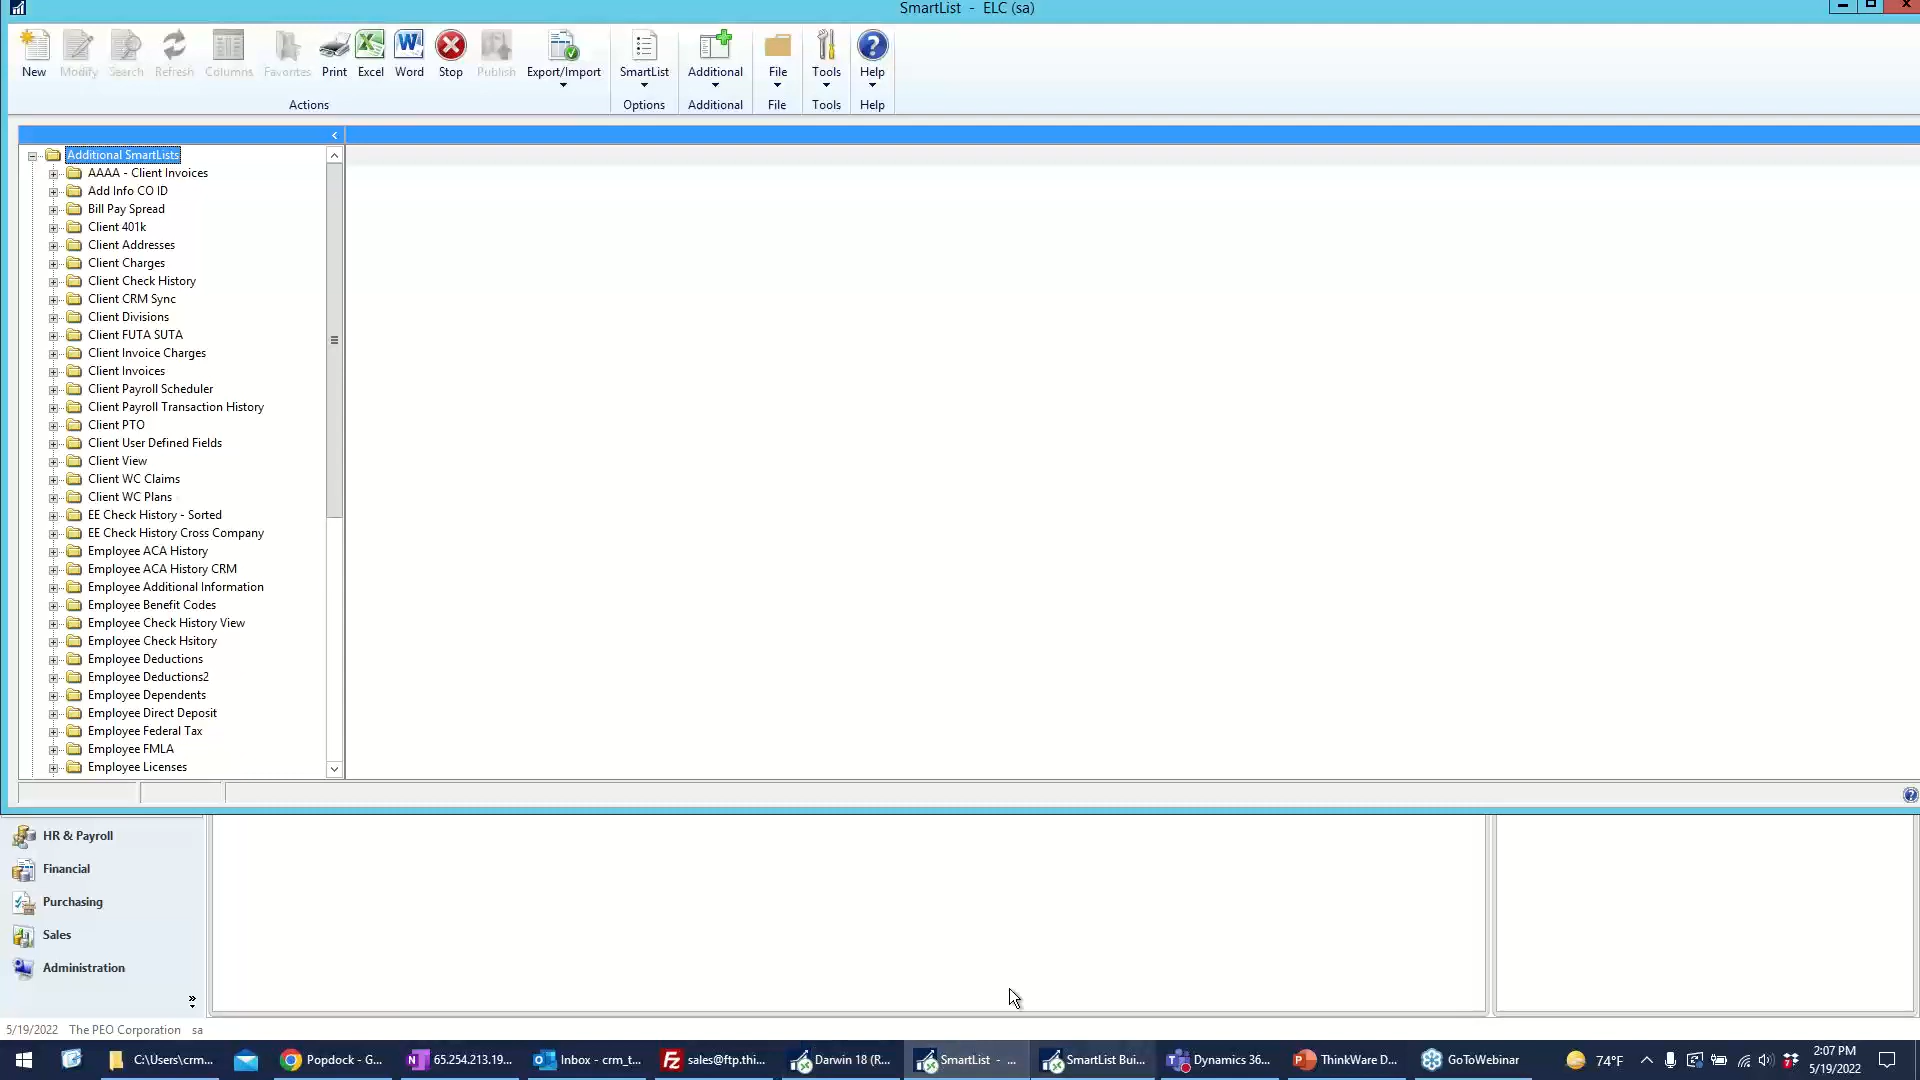 SmartList - ELC (sa)
New Modify Search Refresh Columns Favorites Print Excel Word Stop Publish Export/Import SmartList Additional File Tools Help
Actions Options Additional File Tools Help
<
Additional SmartLists
AAAA - Client Invoices
Add Info CO ID
Bill Pay Spread
Client 401k
Client Addresses
Client Charges
Client Check History
Client CRM Sync
Client Divisions
Client FUTA SUTA
Client Invoice Charges
Client Invoices
Client Payroll Scheduler
Client Payroll Transaction History
Client PTO
Client User Defined Fields
Client View
Client WC Claims
Client WC Plans
EE Check History - Sorted
EE Check History Cross Company
Employee ACA History
Employee ACA History CRM
Employee Additional Information
Employee Benefit Codes
Employee Check History View
Employee Check Hsitory
Employee Deductions
Employee Deductions2
Employee Dependents
Employee Direct Deposit
Employee Federal Tax
Employee FMLA
Employee Licenses
HR & Payroll
Financial
Purchasing
Sales
Administration
5/19/2022 The PEO Corporation sa
C:\Users\crm... Popdock - G... 65.254.213.19... Inbox - crm_t... sales@ftp.thi... Darwin 18 (R... SmartList - ... SmartList Bui... Dynamics 36... ThinkWare D... GoToWebinar 74°F 2:07 PM
5/19/2022